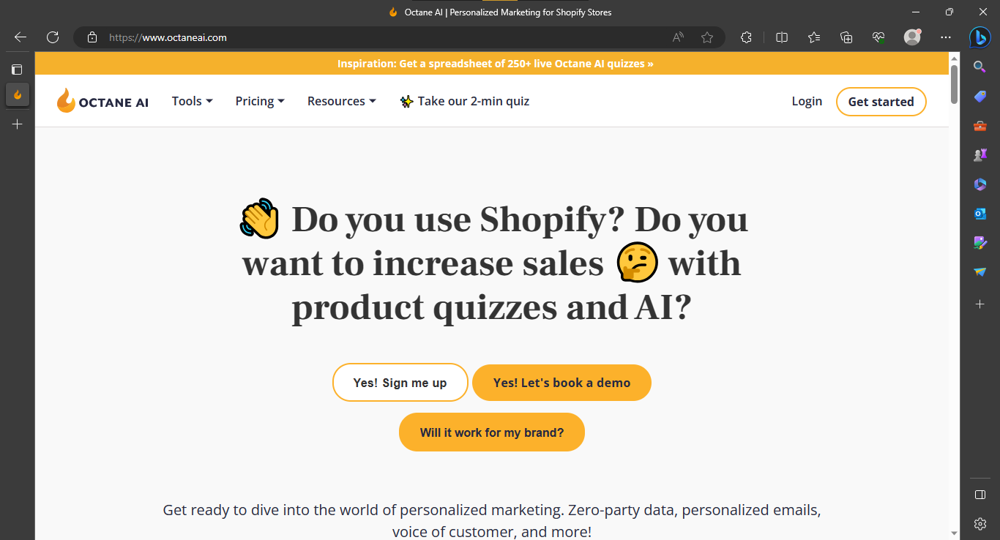 Octane AI | Personalized Marketing for Shopify Stores
https://www.octaneai.com
Inspiration: Get a spreadsheet of 250+ live Octane AI quizzes »
OCTANE AI Tools Pricing Resources ✨ Take our 2-min quiz Login Get started
👋 Do you use Shopify? Do you
want to increase sales 🤔 with
product quizzes and AI?
Yes! Sign me up Yes! Let's book a demo
Will it work for my brand?
Get ready to dive into the world of personalized marketing. Zero-party data, personalized emails,
voice of customer, and more!